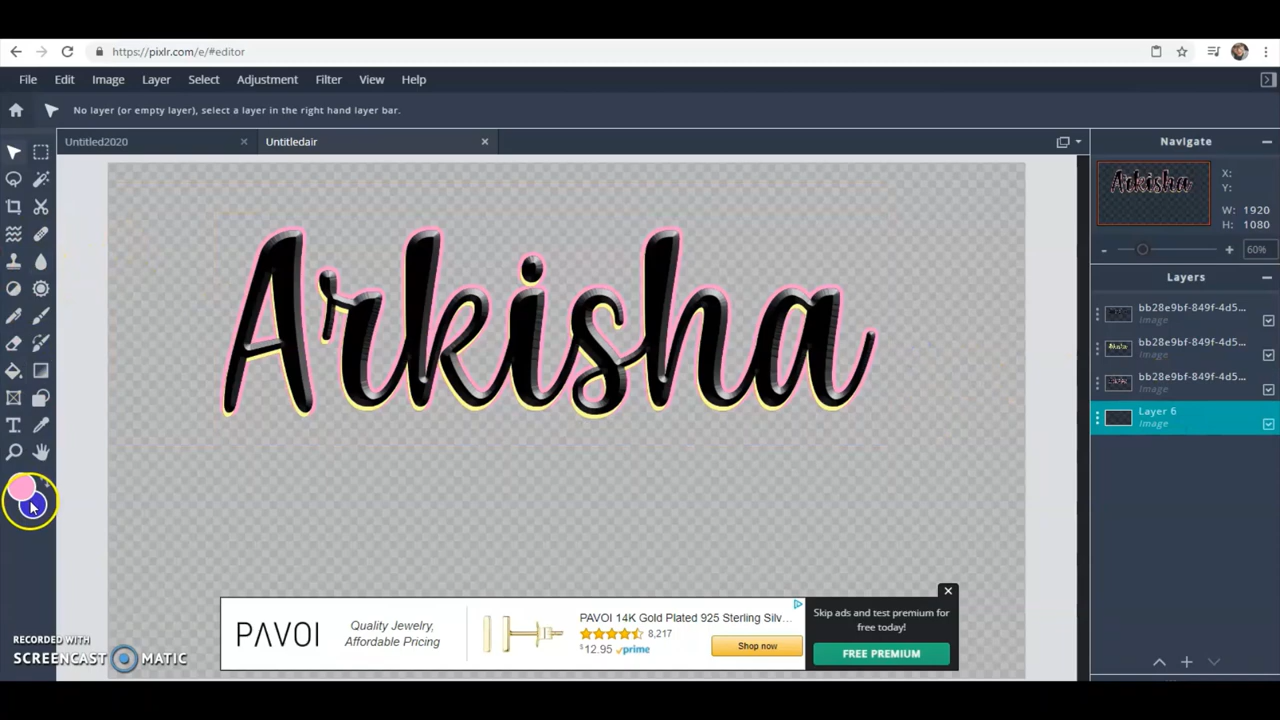 https://pixlr.com/e/#editor
File Edit Image Layer Select Adjustment Filter View Help
No layer (or empty layer), select a layer in the right hand layer bar.
Untitled2020
Untitledair
Navigate
Arkisha
X:
Y:
W: 1920
H: 1080
- + 60%
Layers
bb28e9bf-849f-4d5...
Image
bb28e9bf-849f-4d5...
Image
bb28e9bf-849f-4d5...
Image
Layer 6
Image
Arkisha
PAVOI
Quality Jewelry,
Affordable Pricing
PAVOI 14K Gold Plated 925 Sterling Silv...
8,217
$12.95 prime
Shop now
Skip ads and test premium for
free today!
FREE PREMIUM
RECORDED WITH
SCREENCAST MATIC